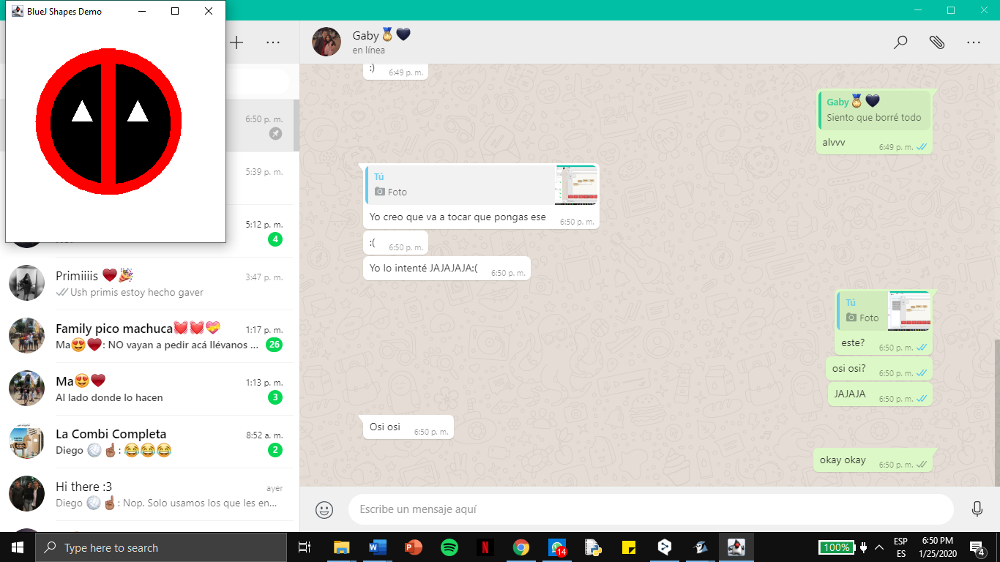 BlueJ Shapes Demo
6:50 p. m.
5:39 p. m.
5:12 p. m.
4
Primiiiis ❤️🎉
3:47 p. m.
Ush primis estoy hecho gaver
Family pico machuca💓💓💝
1:17 p. m.
Ma😍❤️: NO vayan a pedir acá llévanos ...
26
Ma😍❤️
1:13 p. m.
Al lado donde lo hacen
3
La Combi Completa
8:52 a. m.
Diego 🏐☝🏽: 😂😂😂
2
Hi there :3
ayer
Diego 🏐☝🏽: Nop. Solo usamos los que les en...
Gaby🏅🖤
en línea
:)
6:49 p. m.
Gaby🏅🖤
Siento que borré todo
alvvv
6:49 p. m.
Tú
Foto
Yo creo que va a tocar que pongas ese
6:50 p. m.
:(
6:50 p. m.
Yo lo intenté JAJAJAJA:(
6:50 p. m.
Tú
Foto
este?
6:50 p. m.
osi osi?
6:50 p. m.
JAJAJA
6:50 p. m.
Osi osi
6:50 p. m.
okay okay
6:50 p. m.
Escribe un mensaje aquí
Type here to search
14
100%
ESP
ES
6:50 PM
1/25/2020
4